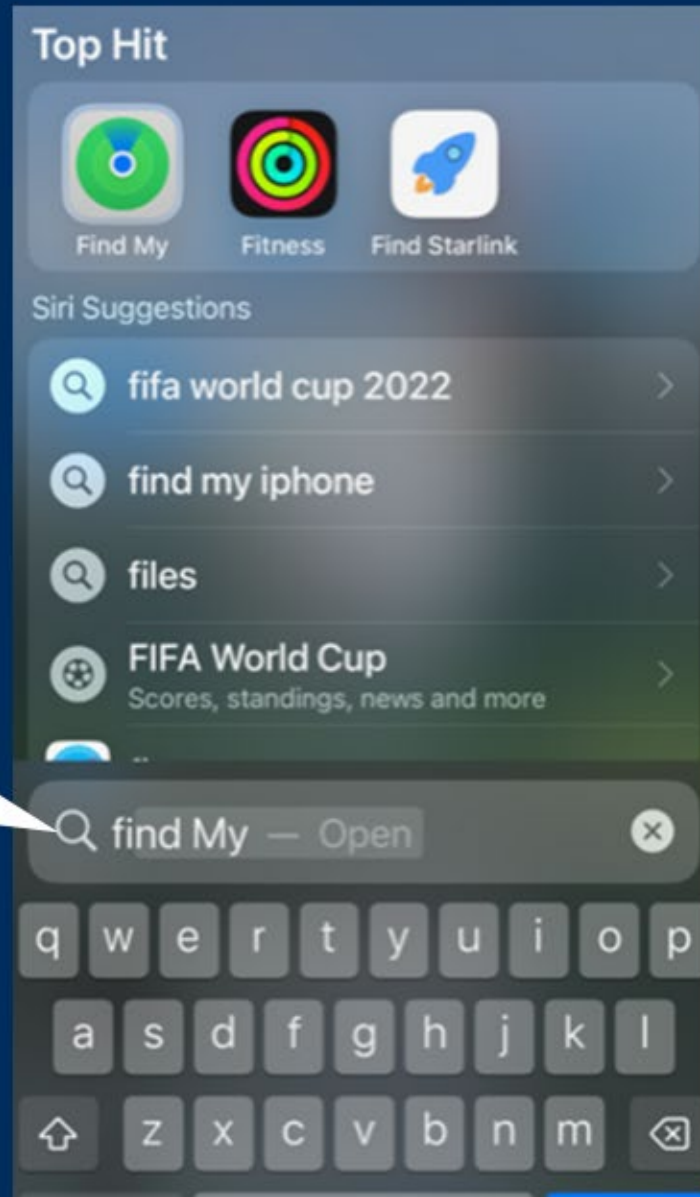 Top Hit
Find My Fitness Find Starlink
Siri Suggestions
fifa world cup 2022
find my iphone
files
FIFA World Cup
Scores, standings, news and more
find My — Open
q w e r t y u i o p
a s d f g h j k l
z x c v b n m